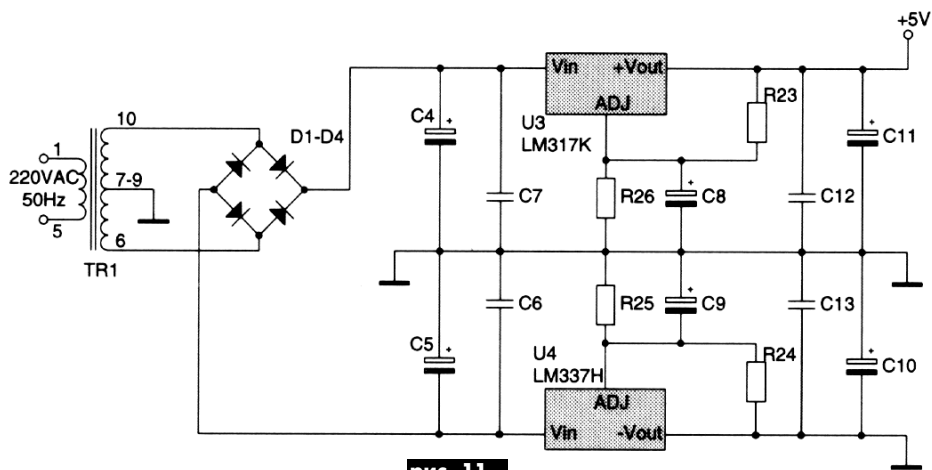 +5V
Vin +Vout
ADJ
U3
LM317K
R23
C4
C11
10
D1-D4
1
220VAC
50Hz
5
7-9
6
TR1
C7
R26
C8
C12
C6
R25
C9
C13
C5
U4
LM337H
R24
C10
ADJ
Vin -Vout